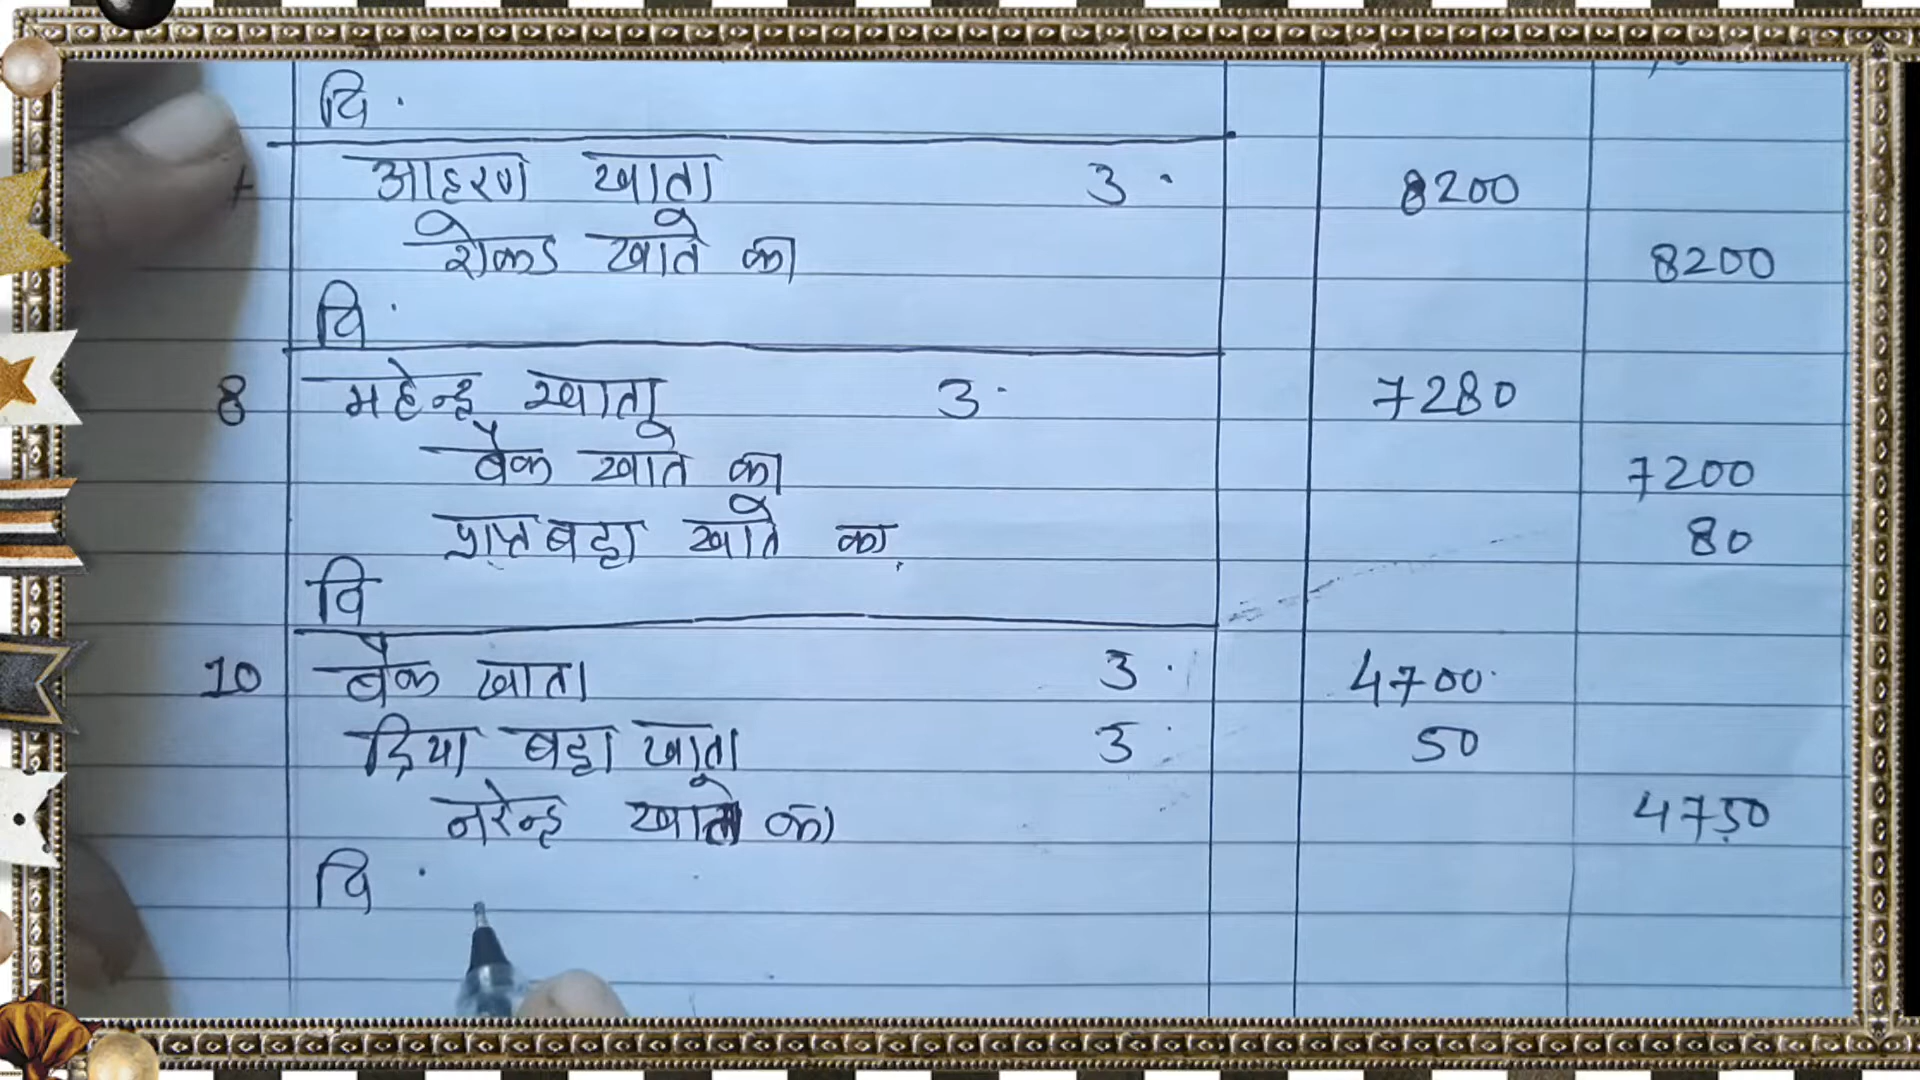 वि.
आहरण खाता 3. 8200
रोकड खाते का 8200
वि.
8 महेन्द्र खाता 3. 7280
बैंक खाते का 7200
प्राप्त बट्टा खाते का 80
वि
10 बैंक खाता 3. 4700
दिया बट्टा खाता 3. 50
नरेन्द्र खाते का 4750
वि.